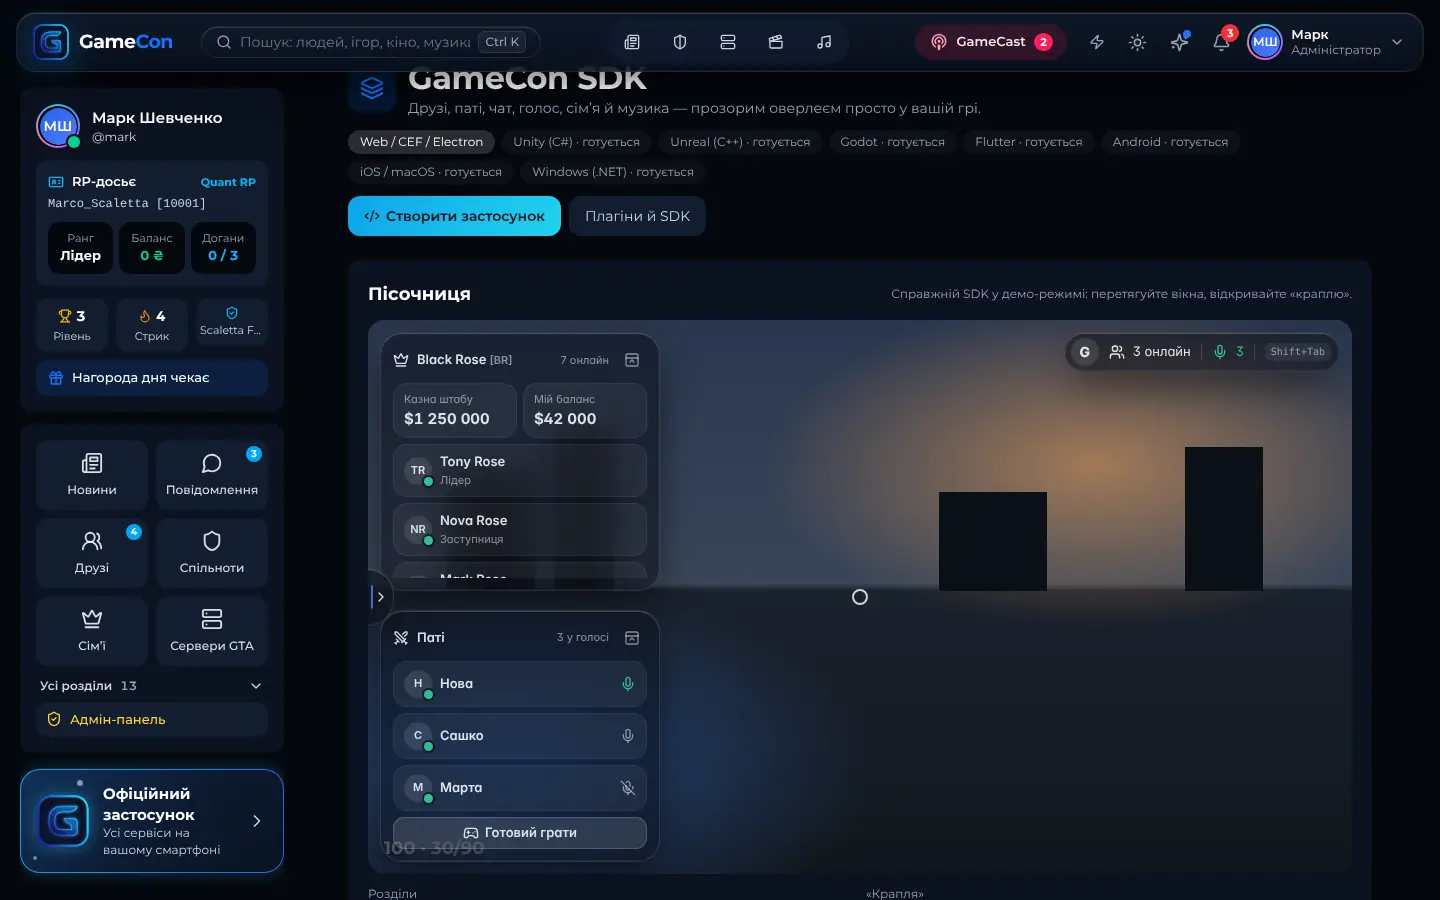 GameCon
Пошук: людей, ігор, кіно, музики
Ctrl K
GameCast 2
3
МШ
Марк
Адміністратор
МШ
Марк Шевченко
@mark
RP-досьє
Quant RP
Marco_Scaletta [10001]
Ранг
Лідер
Баланс
0 ₴
Догани
0 / 3
3
Рівень
4
Стрик
Scaletta F...
Нагорода дня чекає
Новини
3
Повідомлення
4
Друзі
Спільноти
Сім'ї
Сервери GTA
Усі розділи 13
Адмін-панель
Офіційний
застосунок
Усі сервіси на
вашому смартфоні
GameCon SDK
Друзі, паті, чат, голос, сім'я й музика — прозорим оверлеєм просто у вашій грі.
Web / CEF / Electron
Unity (C#) · готується
Unreal (C++) · готується
Godot · готується
Flutter · готується
Android · готується
iOS / macOS · готується
Windows (.NET) · готується
</> Створити застосунок
Плагіни й SDK
Пісочниця
Справжній SDK у демо-режимі: перетягуйте вікна, відкривайте «краплю».
Black Rose [BR]
7 онлайн
Казна штабу
$1 250 000
Мій баланс
$42 000
TR
Tony Rose
Лідер
NR
Nova Rose
Заступниця
Mark Rose
G
3 онлайн
3
Shift+Tab
Паті
3 у голосі
Н
Нова
С
Сашко
М
Марта
Готовий грати
100 · 30/90
Розділи
«Крапля»